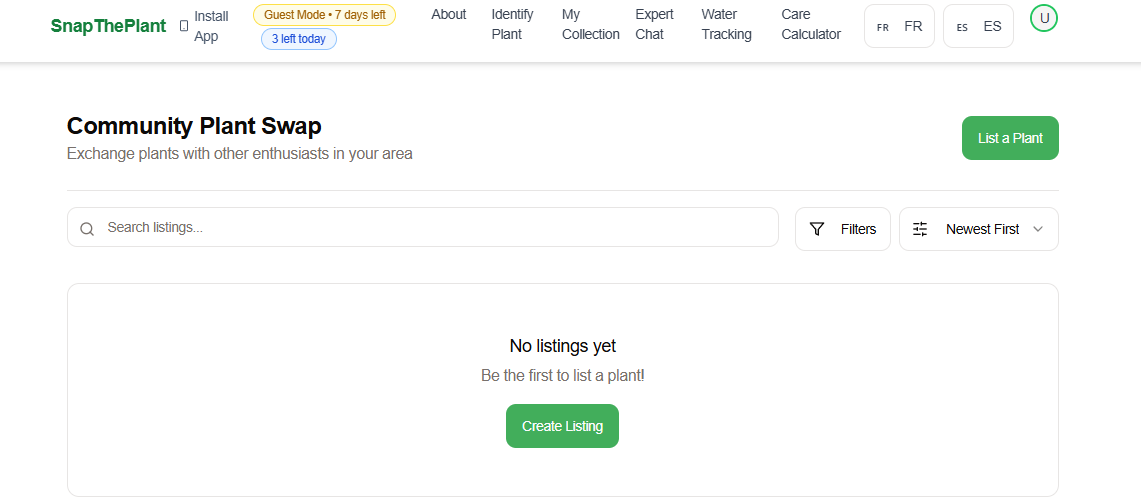 SnapThePlant
Install
App
Guest Mode • 7 days left
3 left today
About
Identify
Plant
My
Collection
Expert
Chat
Water
Tracking
Care
Calculator
FR FR
ES ES
U
Community Plant Swap
Exchange plants with other enthusiasts in your area
List a Plant
Search listings...
Filters
Newest First
No listings yet
Be the first to list a plant!
Create Listing